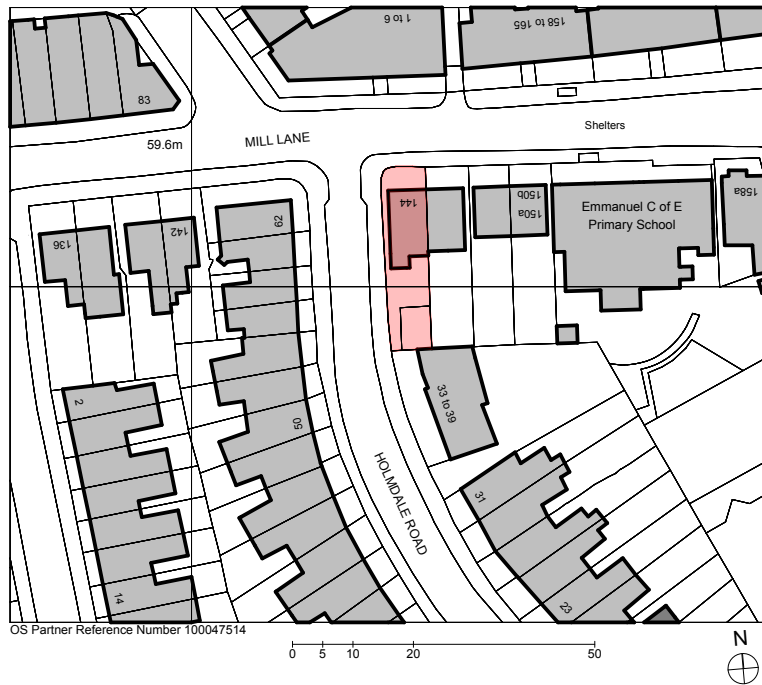 1 to 6
158 to 165
83
59.6m
MILL LANE
Shelters
144
150a
150b
Emmanuel C of E
Primary School
158a
136
142
62
2
50
33 to 39
HOLMDALE ROAD
31
14
23
OS Partner Reference Number 100047514
0 5 10 20 50
N